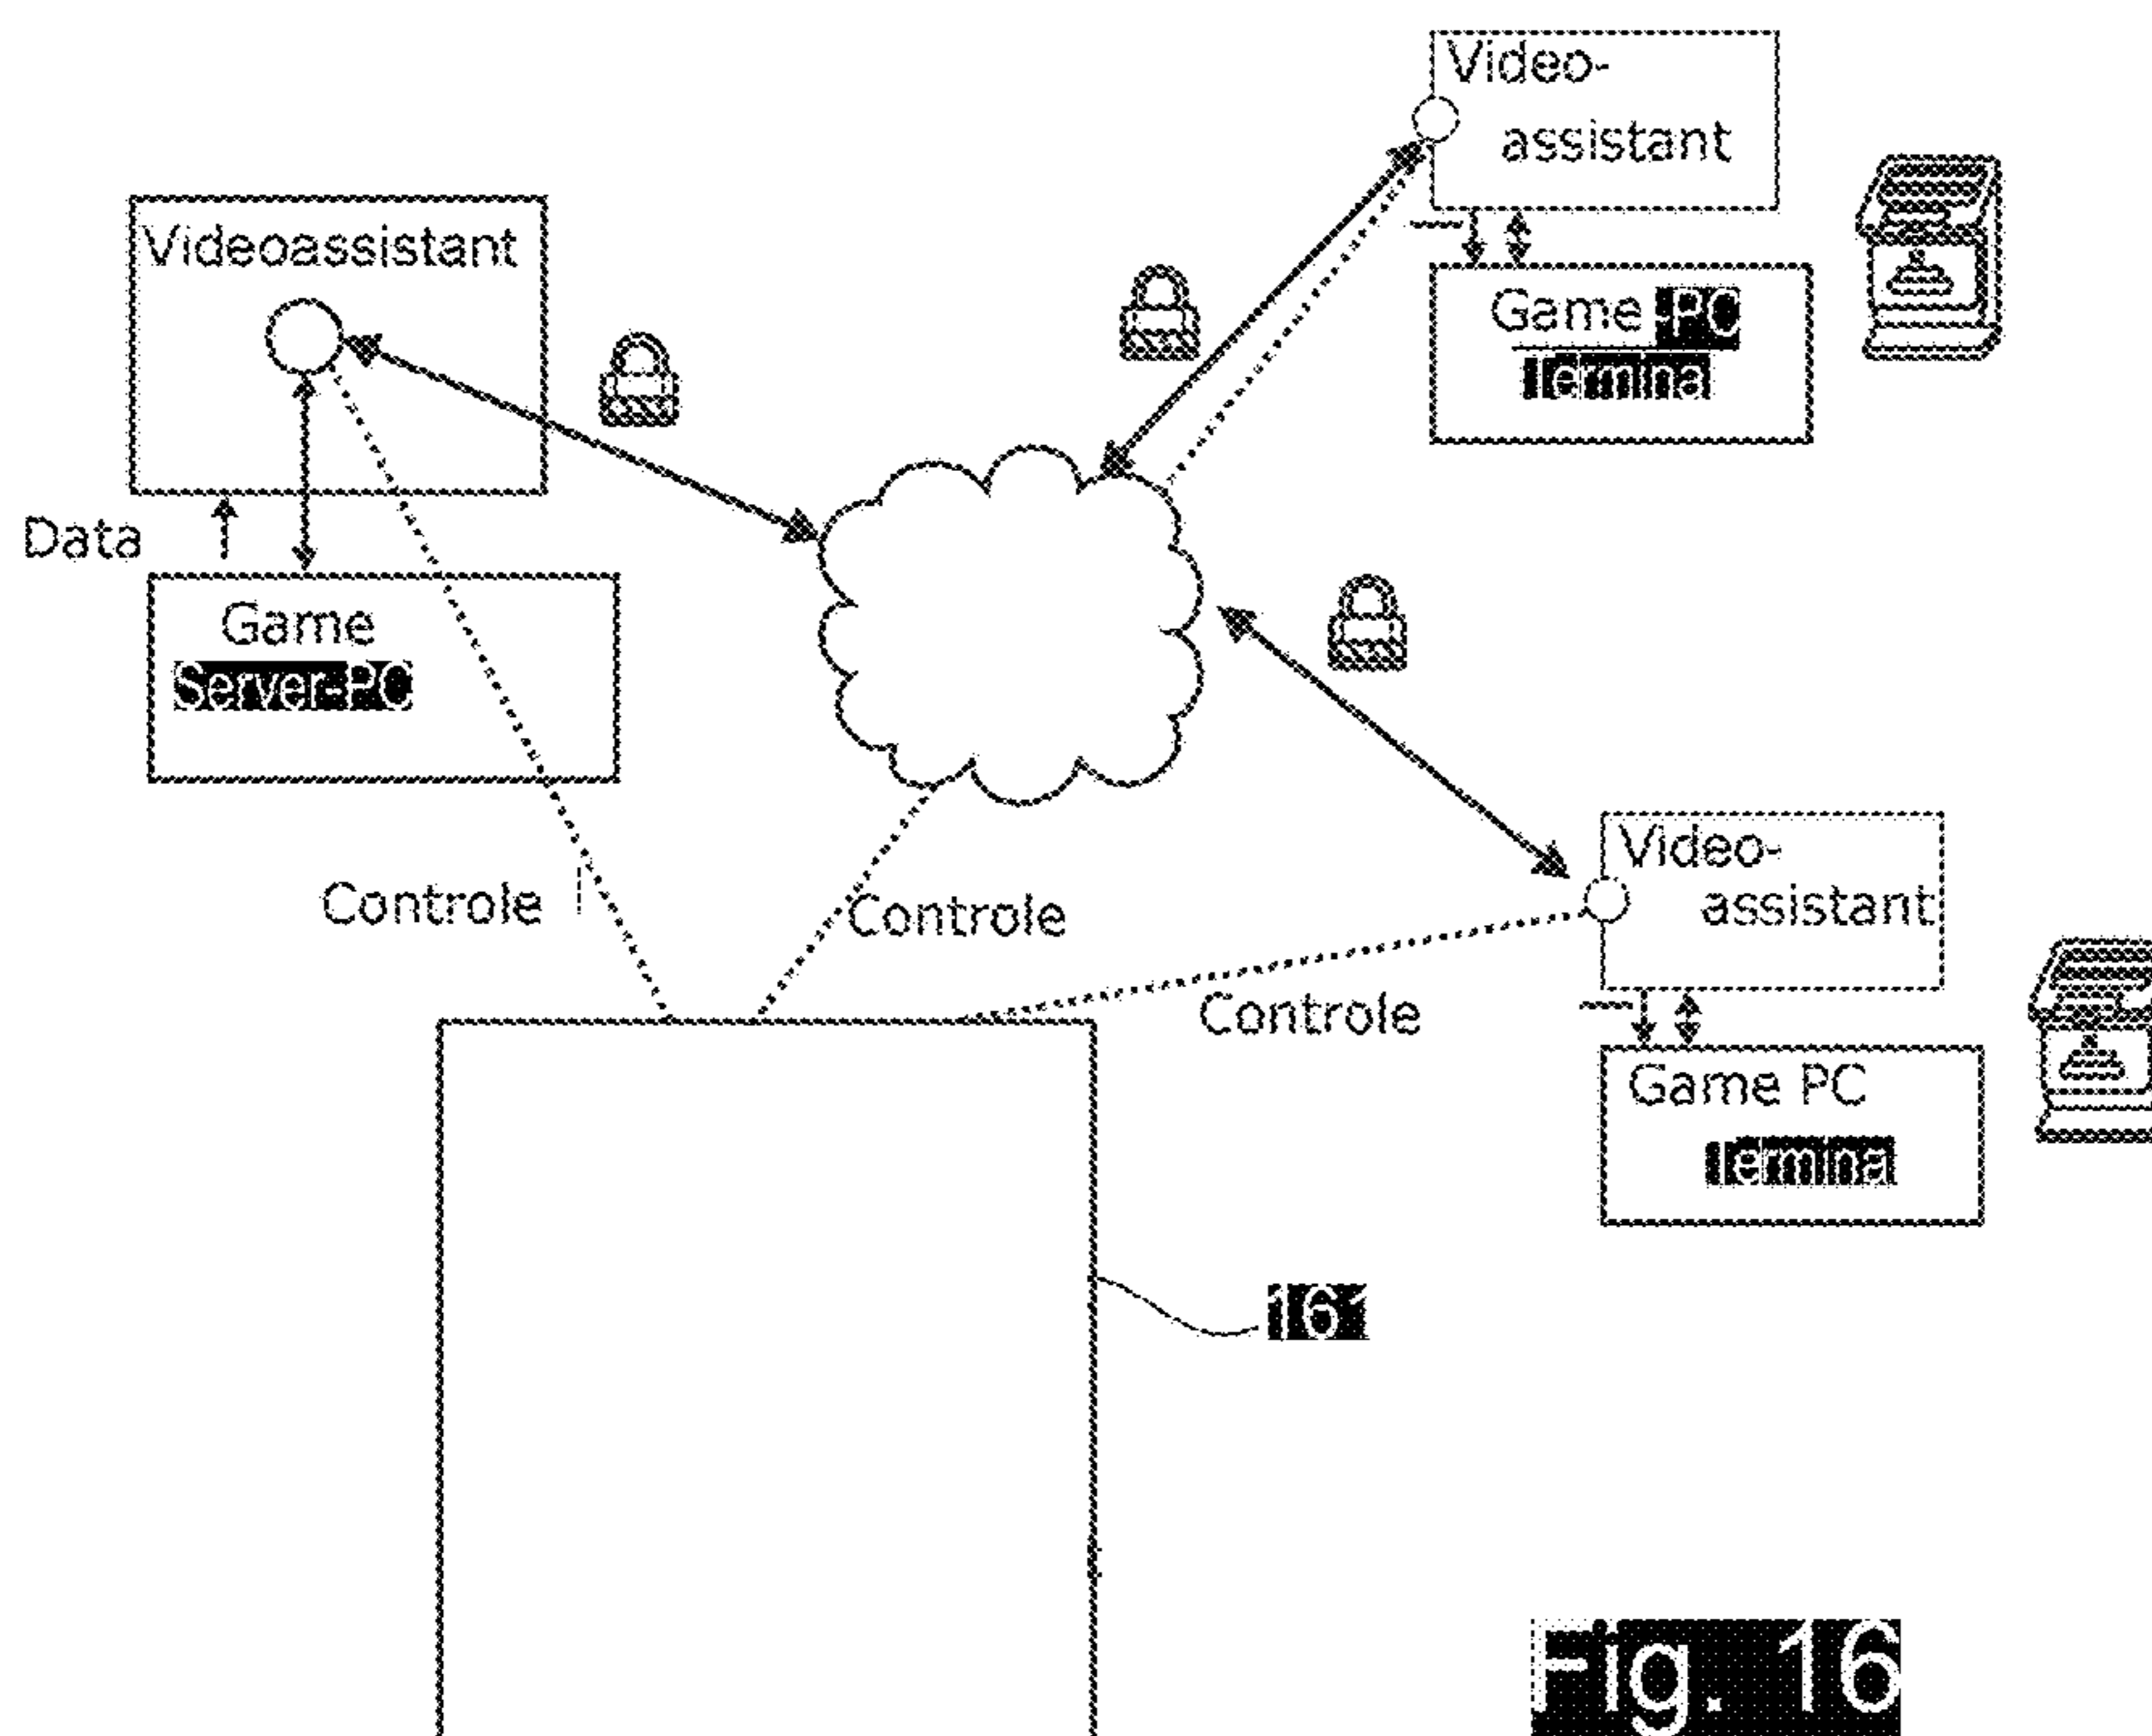 Video-
assistant
Videoassistant
Game PC
Termina
Data
Game
Server-PC
Video-
assistant
Controle
Controle
Controle
Game PC
Termina
161
Fig. 16